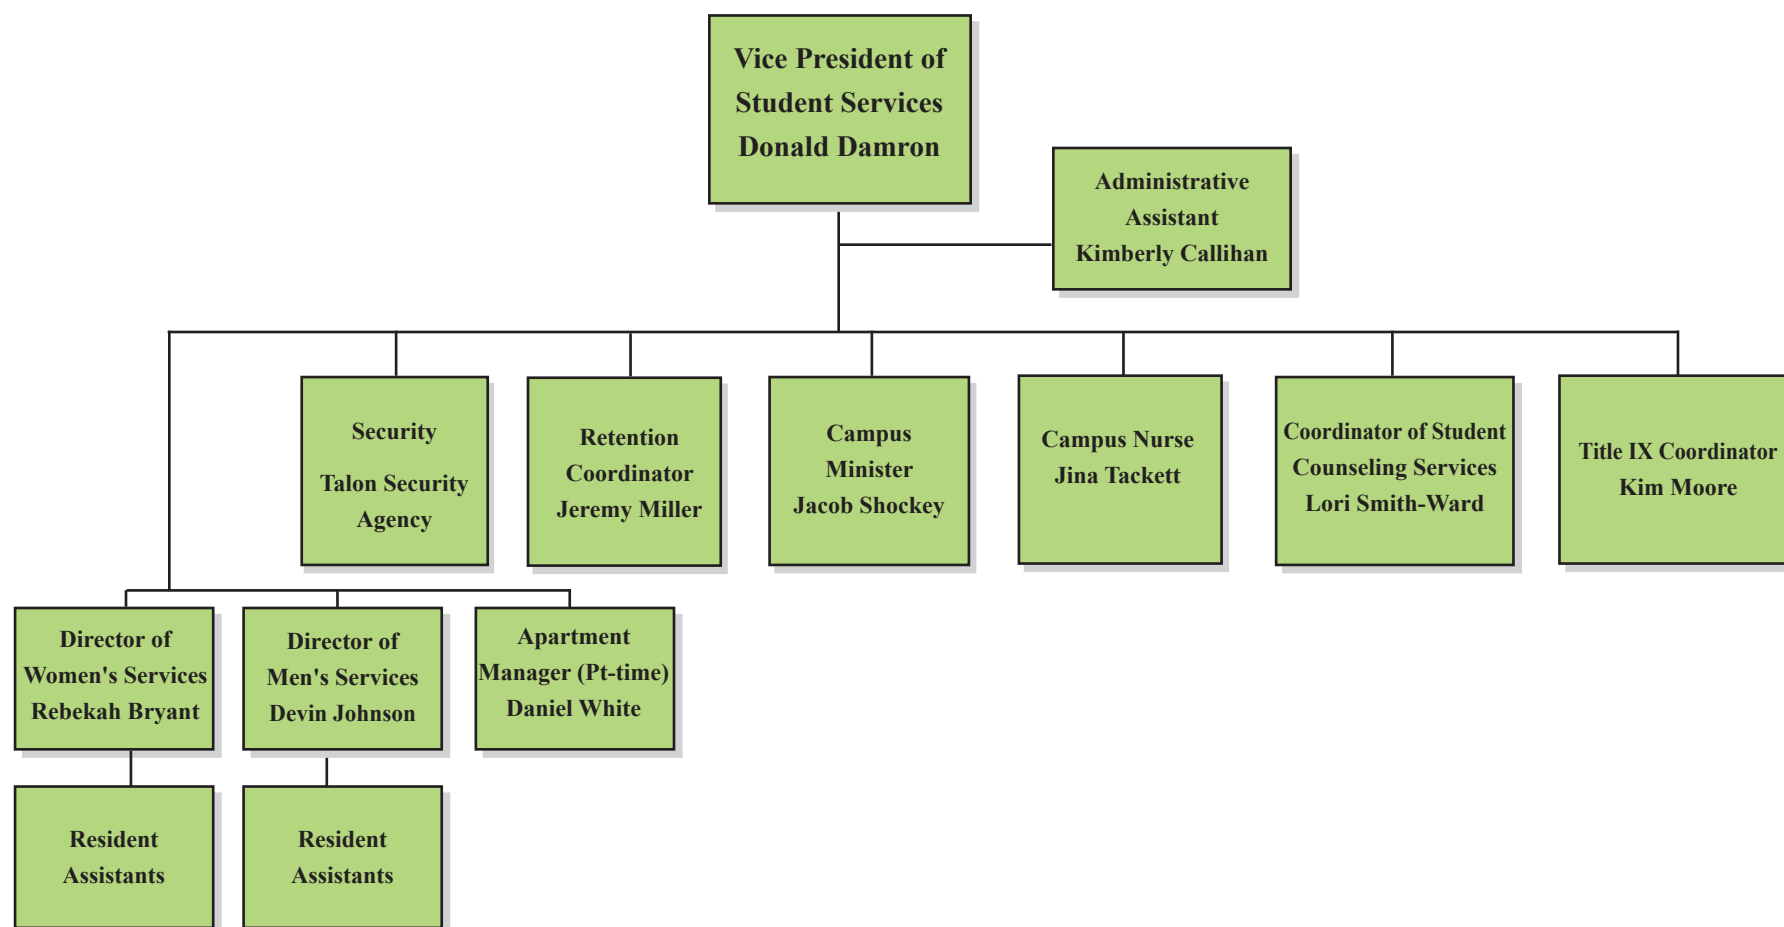 Vice President of
Student Services
Donald Damron
Administrative
Assistant
Kimberly Callihan
Security
Talon Security
Agency
Retention
Coordinator
Jeremy Miller
Campus
Minister
Jacob Shockey
Campus Nurse
Jina Tackett
Coordinator of Student
Counseling Services
Lori Smith-Ward
Title IX Coordinator
Kim Moore
Director of
Women's Services
Rebekah Bryant
Director of
Men's Services
Devin Johnson
Apartment
Manager (Pt-time)
Daniel White
Resident
Assistants
Resident
Assistants